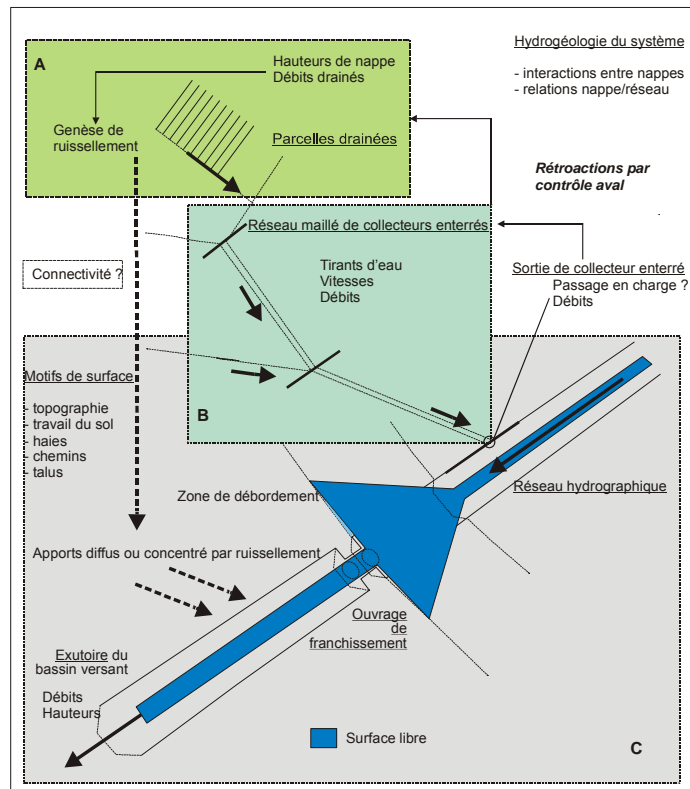 A
Hauteurs de nappe
Débits drainés
Genèse de
ruissellement
Parcelles drainées
Hydrogéologie du système
- interactions entre nappes
- relations nappe/réseau
Rétroactions par
contrôle aval
Réseau maillé de collecteurs enterrés
Tirants d'eau
Vitesses
Débits
B
Sortie de collecteur enterré
Passage en charge ?
Débits
Connectivité ?
Motifs de surface
- topographie
- travail du sol
- haies
- chemins
- talus
Zone de débordement
Réseau hydrographique
Apports diffus ou concentré par ruissellement
Ouvrage
de
franchissement
Exutoire du
bassin versant
Débits
Hauteurs
Surface libre
C